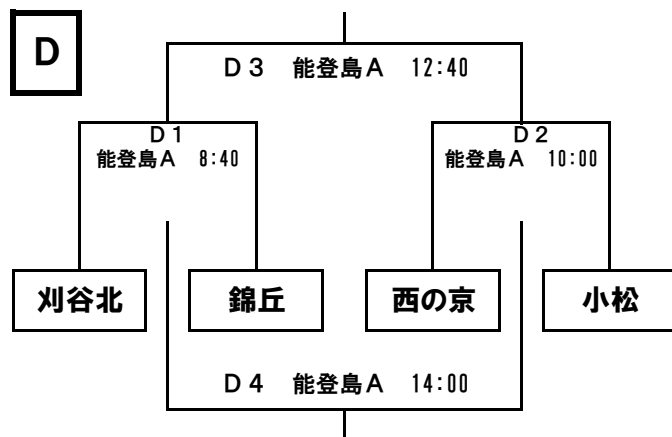 D
D3 能登島A 12:40
D1
能登島A 8:40
D2
能登島A 10:00
刈谷北
錦丘
西の京
小松
D4 能登島A 14:00